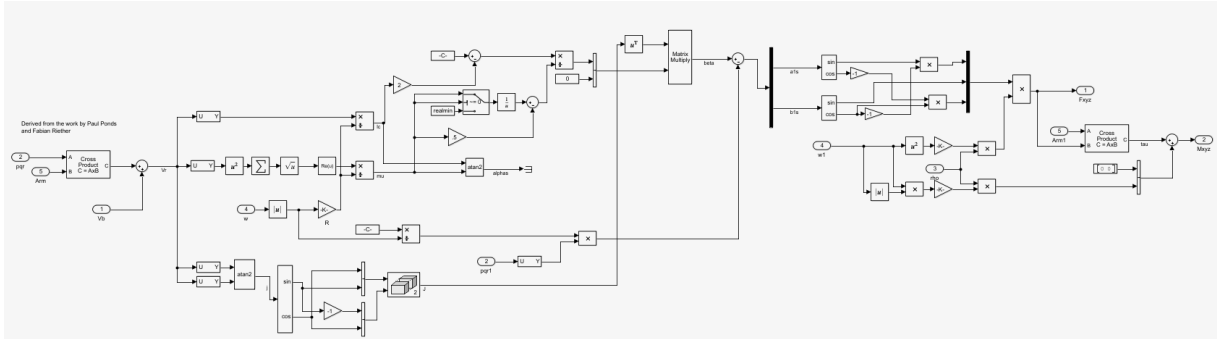 Derived from the work by Paul Ponds
and Fabian Riether
2
pqr
5
Arm
A
B
Cross
Product
C = AxB
C
1
Vb
Vr
U Y
U Y
u²
√u
Re(u)
×
÷
lc
×
÷
mu
4
w
|u|
-K-
R
-C-
2
realmin
1
u
.5
×
÷
0
atan2
alphas
-C-
×
÷
2
pqr1
U Y
×
U Y
U Y
atan2
j
sin
cos
-1
2
J
uᵀ
Matrix
Multiply
beta
a1s
b1s
sin
cos
-1
×
sin
cos
-1
×
×
1
Fxyz
4
w1
u²
-K-
×
3
rho
|u|
×
-K-
×
5
Arm1
A
B
Cross
Product
C = AxB
C
tau
[0 0]
2
Mxyz